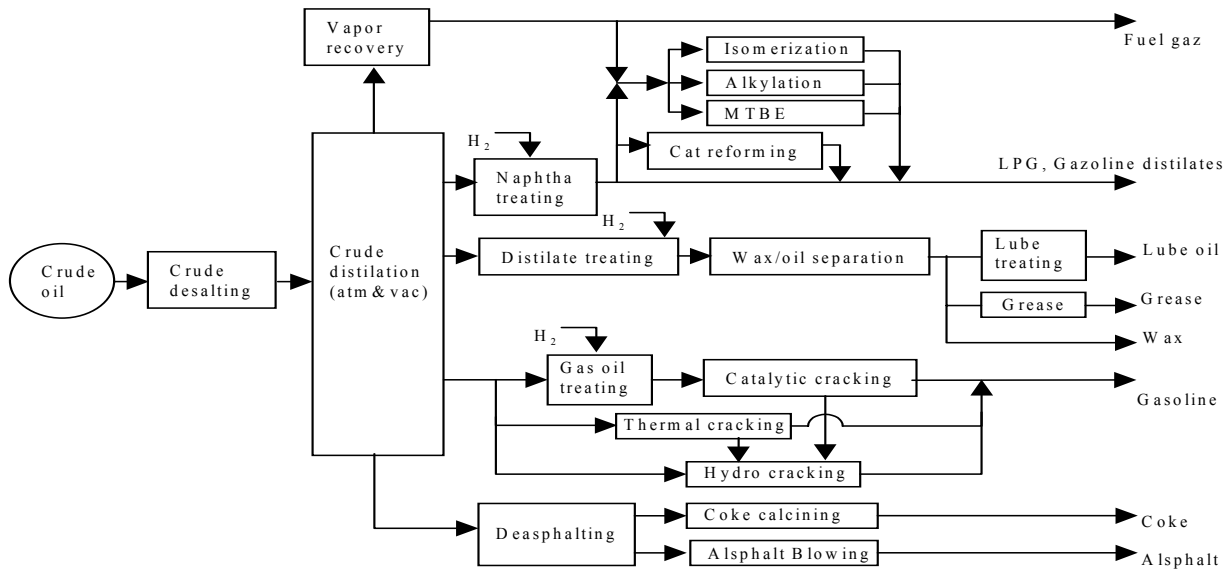 Vapor
recovery
Fuel gaz
Isomerization
Alkylation
MTBE
H2
Cat reforming
LPG, Gazoline distilates
Naphtha
treating
H2
Crude
oil
Crude
desalting
Crude
distilation
(atm&vac)
Distilate treating
Wax/oil separation
Lube
treating
Lube oil
Grease
Grease
Wax
H2
Gas oil
treating
Catalytic cracking
Gasoline
Thermal cracking
Hydro cracking
Deasphalting
Coke calcining
Coke
Alsphalt Blowing
Alsphalt